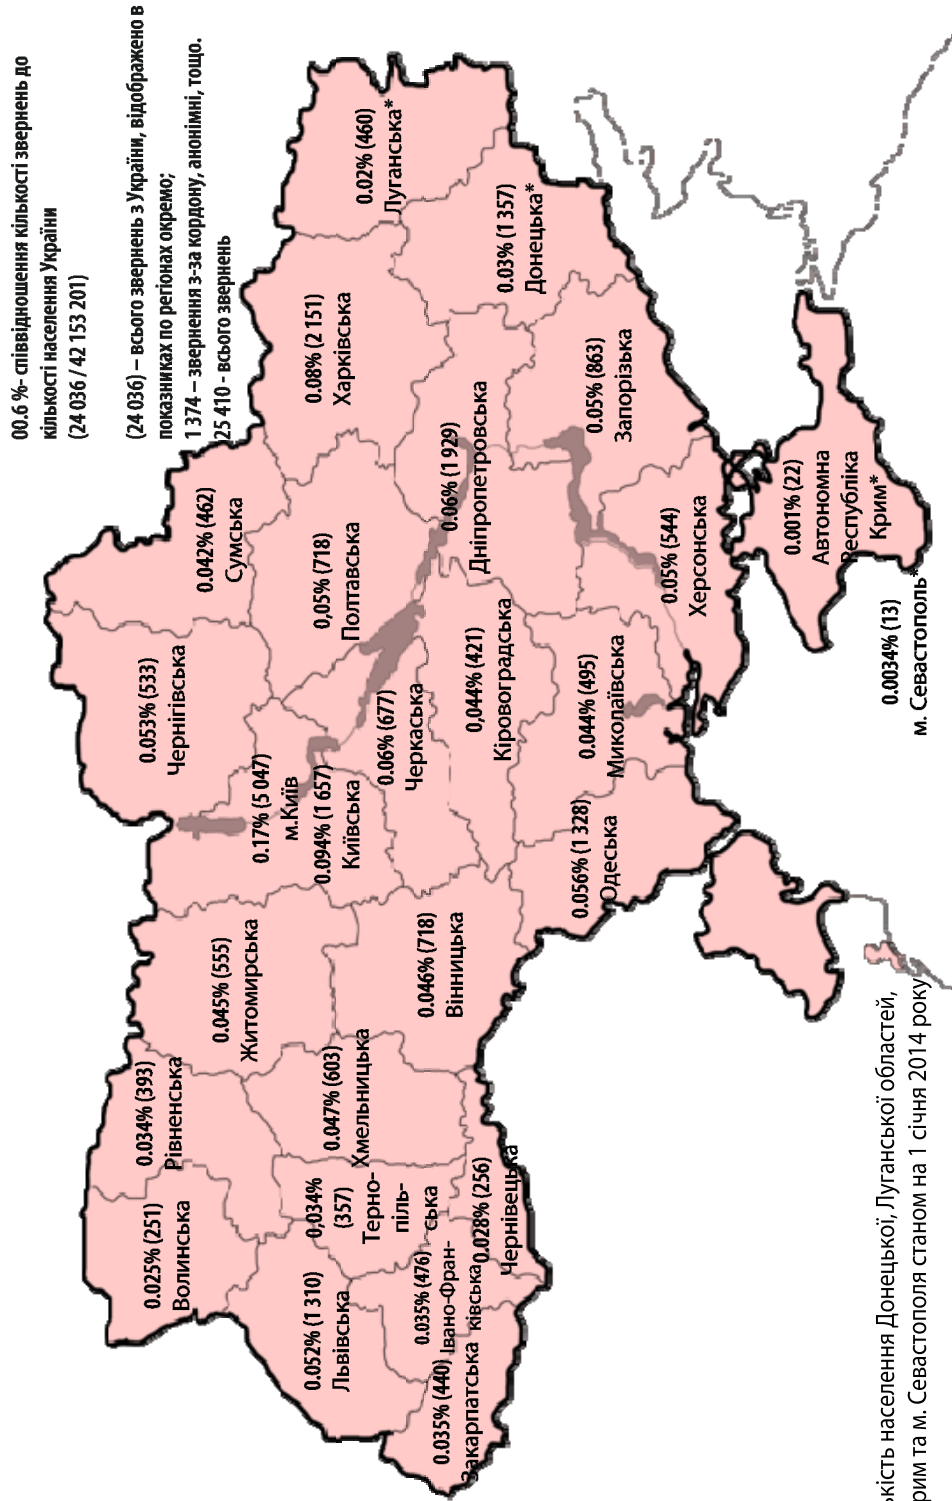 00.6 %- співвідношення кількості звернень до
кількості населення України
(24 036 / 42 153 201)
(24 036) – всього звернень з України, відображено в
показниках по регіонах окремо;
1 374 – звернення з-за кордону, анонімні, тощо.
25 410 - всього звернень
0.025% (251)
Волинська
0.034% (393)
Рівненська
0.045% (555)
Житомирська
0.053% (533)
Чернігівська
0.042% (462)
Сумська
0.17% (5 047)
м.Київ
0.094% (1 657)
Київська
0,05% (718)
Полтавська
0.08% (2 151)
Харківська
0.02% (460)
Луганська*
0.052% (1 310)
Львівська
0,034%
(357)
Терно-
піль-
ська
0.047% (603)
Хмельницька
0.046% (718)
Вінницька
0.06% (677)
Черкаська
0,044% (421)
Кіровоградська
0.06% (1 929)
Дніпропетровська
0.03% (1 357)
Донецька*
0.035% (440)
Закарпатська
0.035% (476)
Івано-Фран-
ківська
0.028% (256)
Чернівецька
0.056% (1 328)
Одеська
0.044% (495)
Миколаївська
0.05% (544)
Херсонська
0.05% (863)
Запорізька
0.001% (22)
Автономна
Республіка
Крим*
0.0034% (13)
м. Севастополь*
населення Донецької, Луганської областей,
та м. Севастополя станом на 1 січня 2014 року